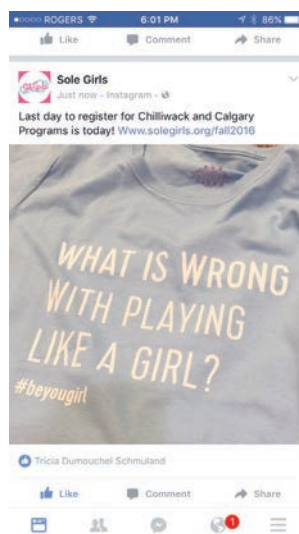 ROGERS 6:01 PM 86%
Like Comment Share
Sole Girls
Just now - Instagram -
Last day to register for Chilliwack and Calgary
Programs is today! Www.solegirls.org/fall2016
WHAT IS WRONG
WITH PLAYING
LIKE A GIRL?
#beyougirl
Tricia Dumouchel Schmuland
Like Comment Share
1